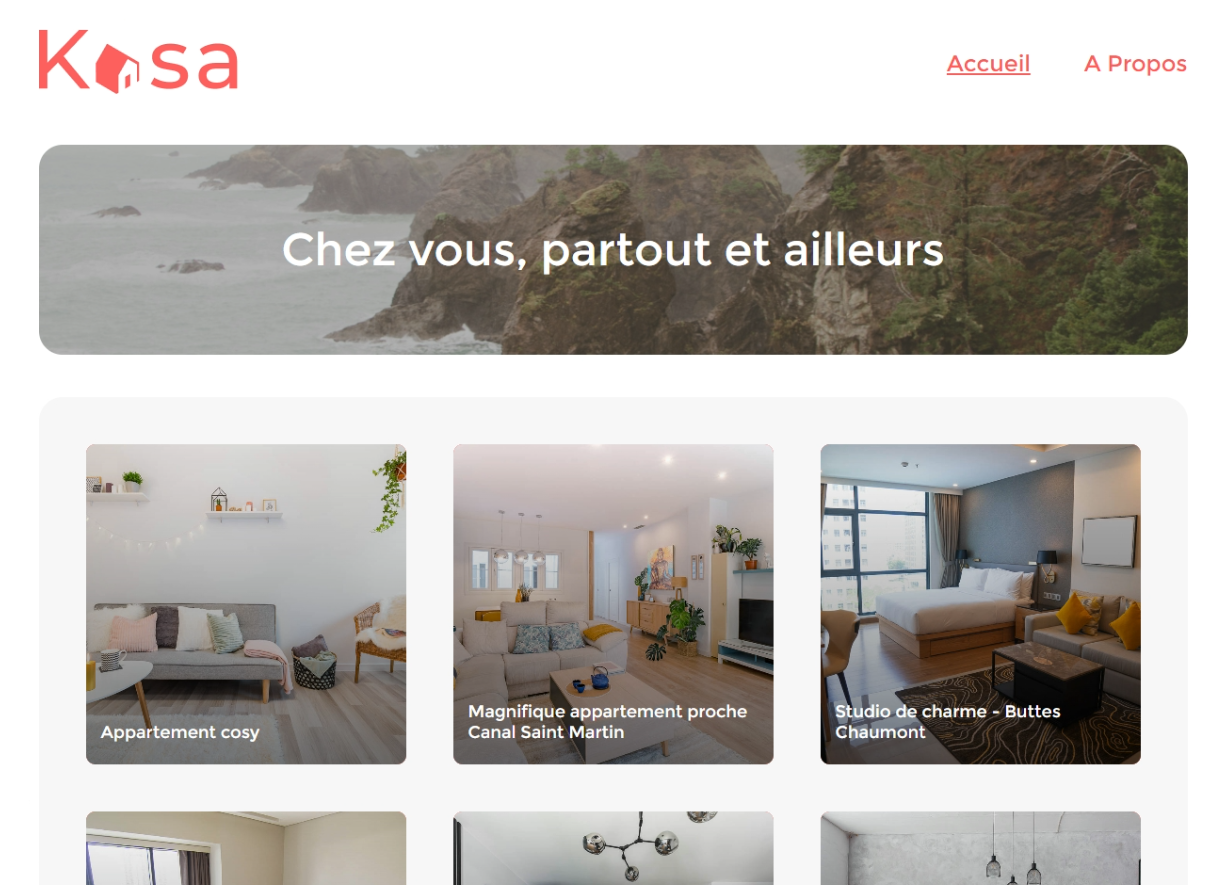 Kasa
Accueil
A Propos
Chez vous, partout et ailleurs
Appartement cosy
Magnifique appartement proche
Canal Saint Martin
Studio de charme - Buttes
Chaumont